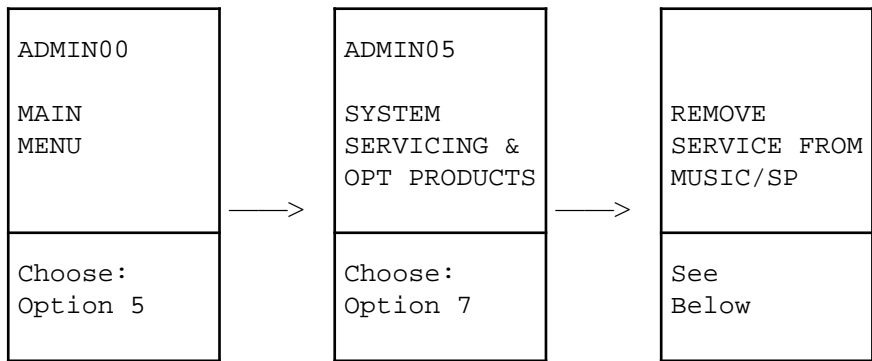 ADMIN00
MAIN
MENU
Choose:
Option 5
——>
ADMIN05
SYSTEM
SERVICING &
OPT PRODUCTS
Choose:
Option 7
——>
REMOVE
SERVICE FROM
MUSIC/SP
See
Below